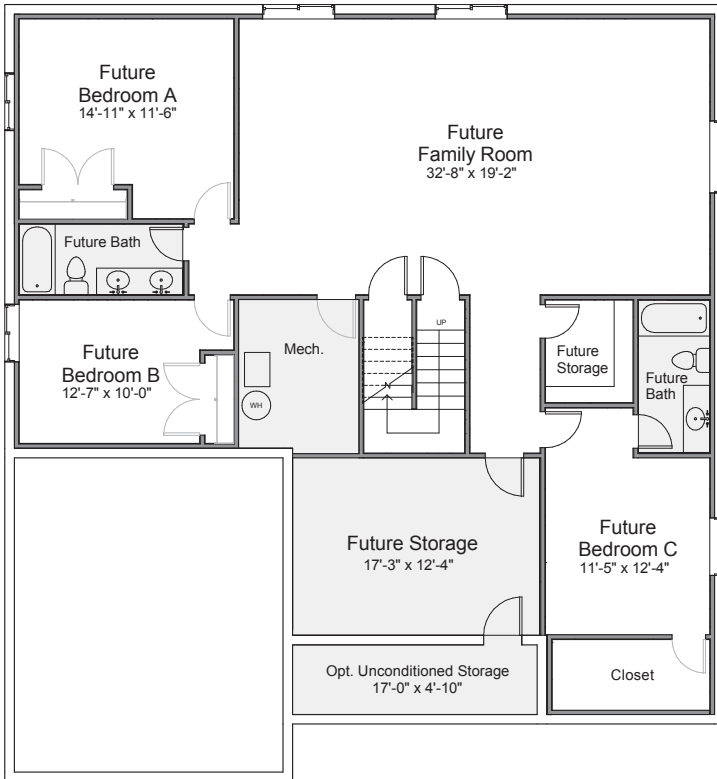 Future
Bedroom A
14'-11" x 11'-6"
Future
Family Room
32'-8" x 19'-2"
Future Bath
UP
Mech.
Future
Bedroom B
12'-7" x 10'-0"
WH
Future
Storage
Future
Bath
Future Storage
17'-3" x 12'-4"
Future
Bedroom C
11'-5" x 12'-4"
Opt. Unconditioned Storage
17'-0" x 4'-10"
Closet